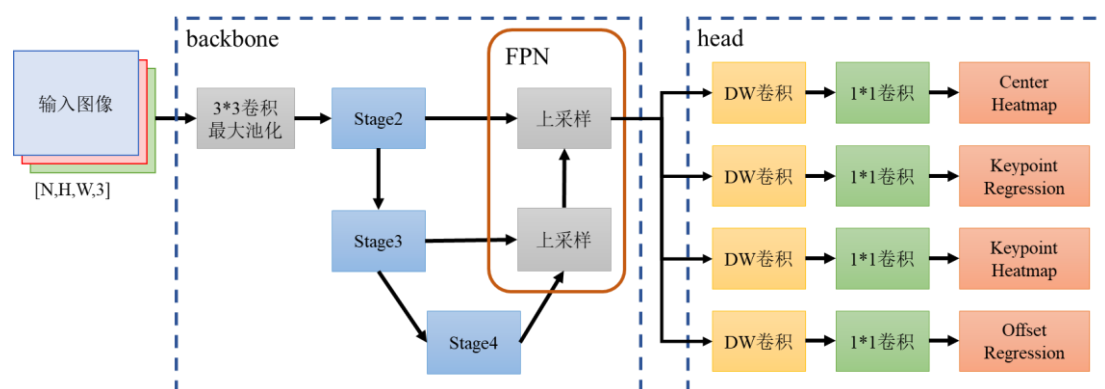 backbone
head
FPN
输入图像
[N,H,W,3]
3*3卷积
最大池化
Stage2
上采样
Stage3
上采样
Stage4
DW卷积
1*1卷积
Center
Heatmap
DW卷积
1*1卷积
Keypoint
Regression
DW卷积
1*1卷积
Keypoint
Heatmap
DW卷积
1*1卷积
Offset
Regression